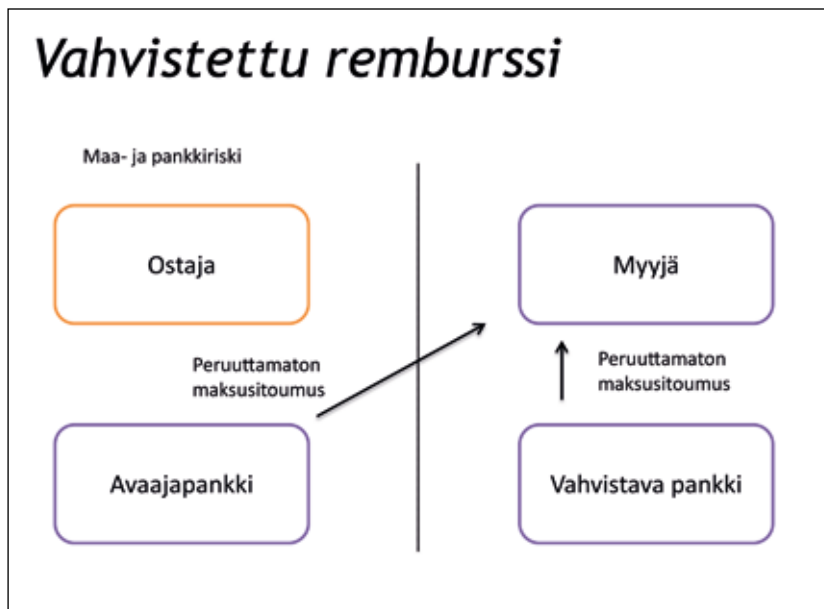 Vahvistettu remburssi
Maa- ja pankkiriski
Ostaja
Myyjä
Peruuttamaton
maksusitoumus
Peruuttamaton
maksusitoumus
Avaajapankki
Vahvistava pankki